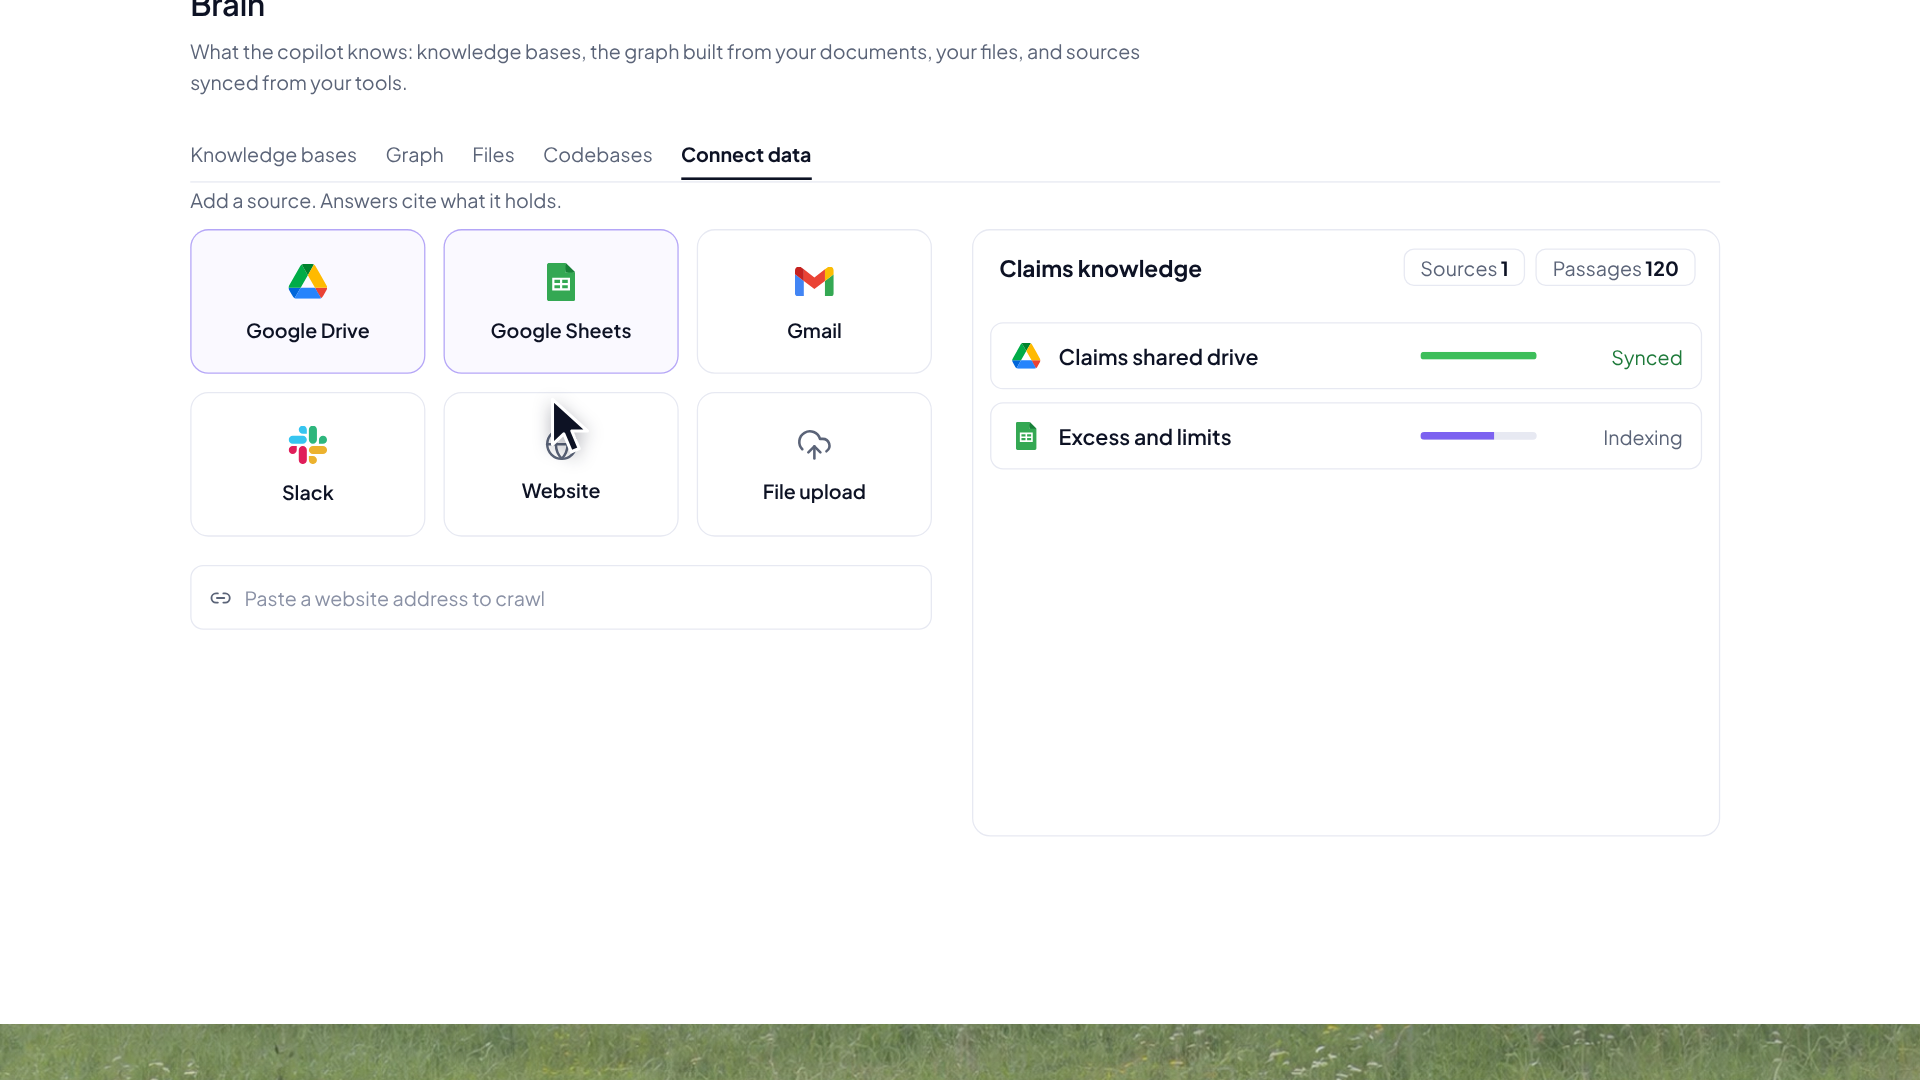 Brain
What the copilot knows: knowledge bases, the graph built from your documents, your files, and sources
synced from your tools.
Knowledge bases Graph Files Codebases Connect data
Add a source. Answers cite what it holds.
Google Drive Google Sheets Gmail
Slack Website File upload
Paste a website address to crawl
Claims knowledge Sources 1 Passages 120
Claims shared drive Synced
Excess and limits Indexing